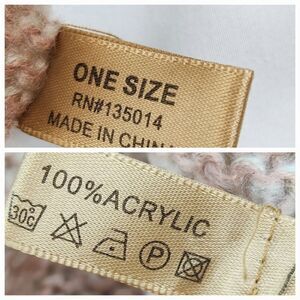 ONE SIZE
RN#135014
MADE IN CHINA
100% ACRYLIC
30°C P